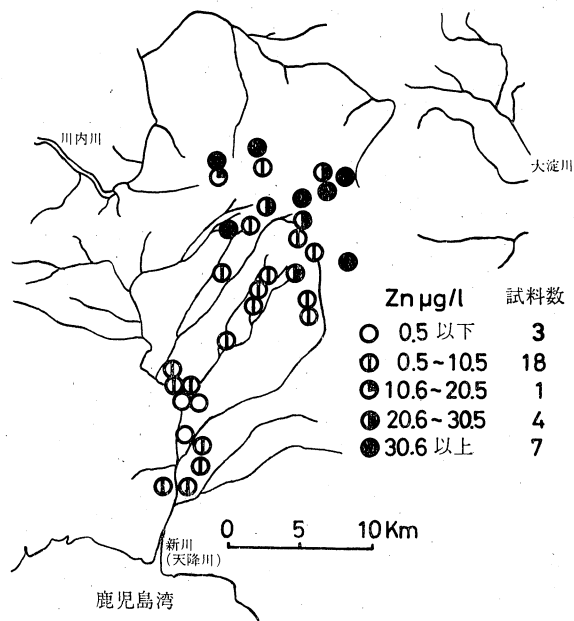 川内川
大淀川
Zn μg/l 試料数
0.5 以下 3
0.5~10.5 18
10.6~20.5 1
20.6~30.5 4
30.6 以上 7
0 5 10 Km
新川
(天降川)
鹿児島湾